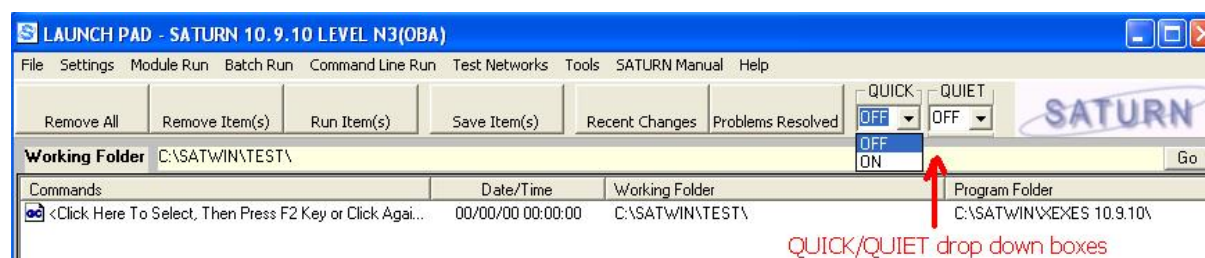 LAUNCH PAD - SATURN 10.9.10 LEVEL N3(OBA)
File Settings Module Run Batch Run Command Line Run Test Networks Tools SATURN Manual Help
QUICK QUIET
Remove All Remove Item(s) Run Item(s) Save Item(s) Recent Changes Problems Resolved OFF OFF SATURN
OFF
ON
Working Folder C:\SATWIN\TEST\ Go
Commands Date/Time Working Folder Program Folder
<Click Here To Select, Then Press F2 Key or Click Agai... 00/00/00 00:00:00 C:\SATWIN\TEST\ C:\SATWIN\XEXES 10.9.10\
QUICK/QUIET drop down boxes